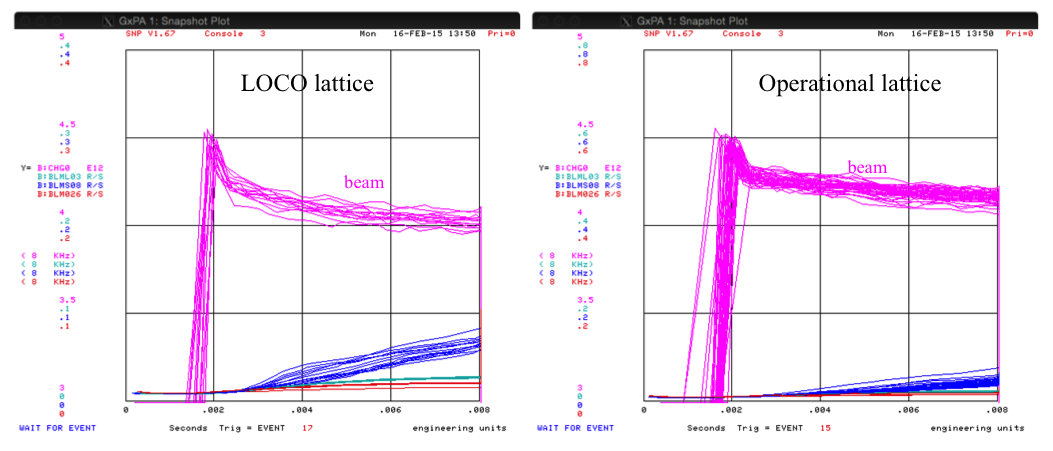 GxPA 1: Snapshot Plot
SNP V1.67 Console 3 Mon 16-FEB-15 13:50 Pri=0
5
.4
.4
.4
LOCO lattice
4.5
.3
.3
.3
Y= B:CHG0 E12
B:BLML03 R/S
B:BLMS08 R/S
B:BLM026 R/S
beam
4
.2
.2
.2
( 8 KHz)
( 8 KHz)
( 8 KHz)
( 8 KHz)
3.5
.1
.1
.1
3
0
0
0
0 .002 .004 .006 .008
WAIT FOR EVENT Seconds Trig = EVENT 17 engineering units
GxPA 1: Snapshot Plot
SNP V1.67 Console 3 Mon 16-FEB-15 13:50 Pri=0
5
.8
.8
.8
Operational lattice
4.5
.6
.6
.6
Y= B:CHG0 E12
B:BLML03 R/S
B:BLMS08 R/S
B:BLM026 R/S
beam
4
.4
.4
.4
( 8 KHz)
( 8 KHz)
( 8 KHz)
( 8 KHz)
3.5
.2
.2
.2
3
0
0
0
0 .002 .004 .006 .008
WAIT FOR EVENT Seconds Trig = EVENT 15 engineering units